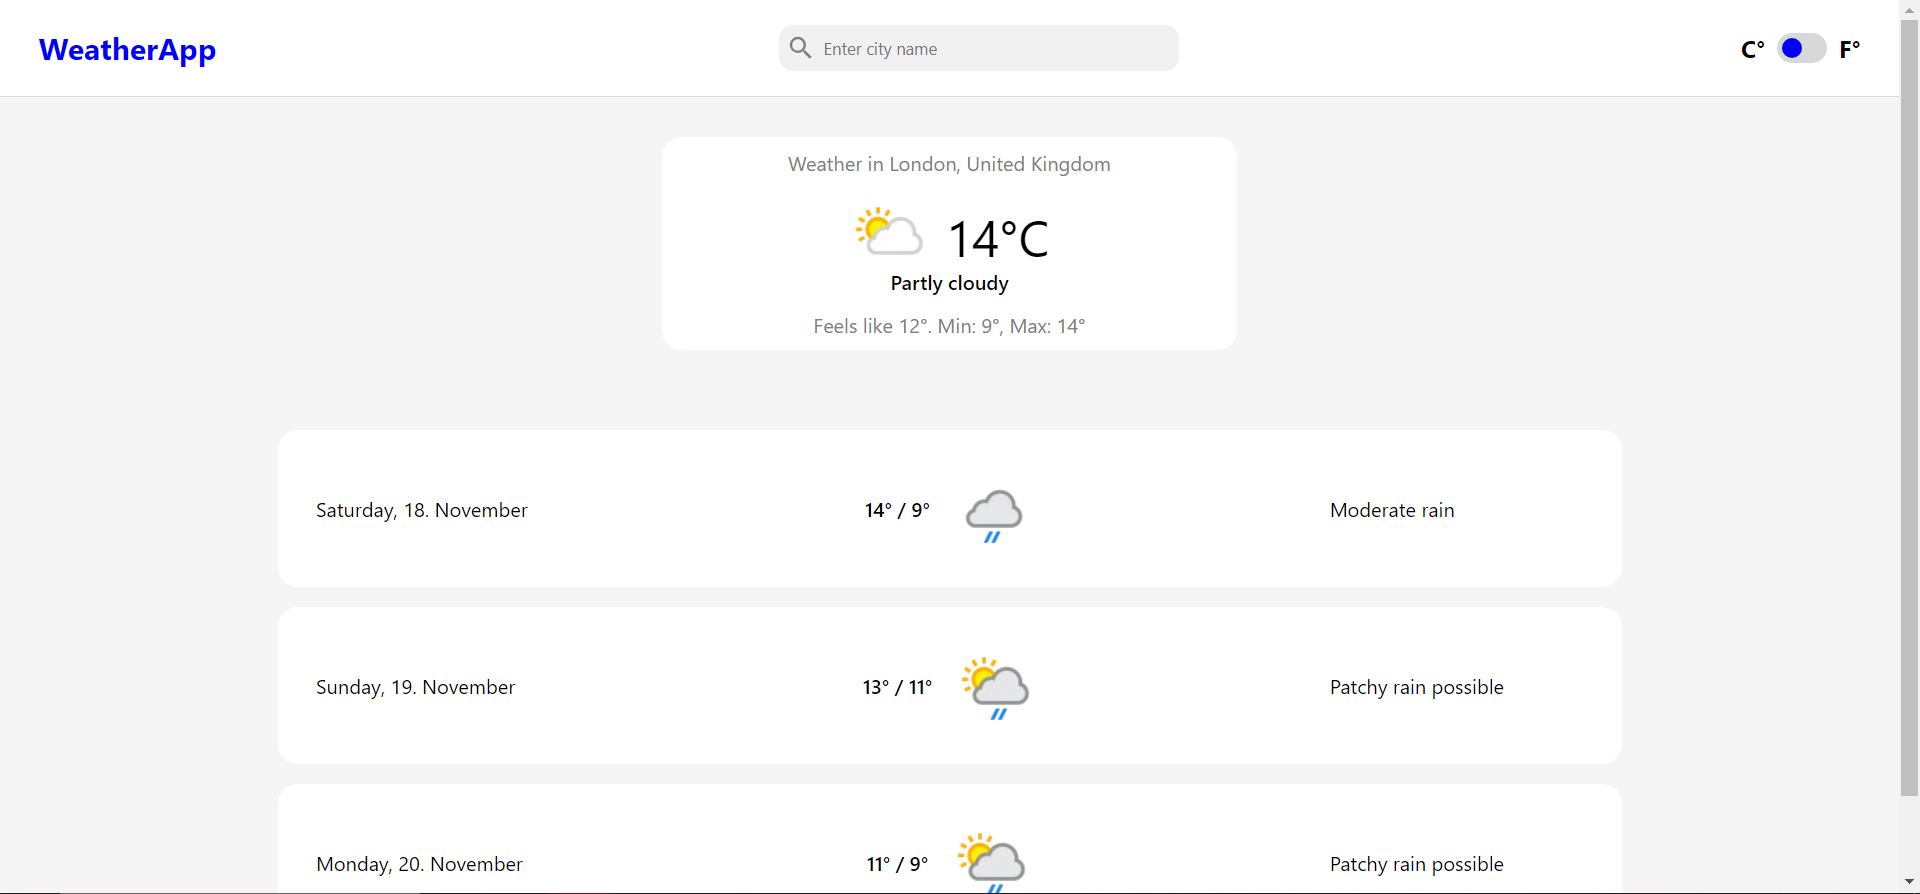 WeatherApp
Enter city name
C° F°
Weather in London, United Kingdom
14°C
Partly cloudy
Feels like 12°. Min: 9°, Max: 14°
Saturday, 18. November 14° / 9° Moderate rain
Sunday, 19. November 13° / 11° Patchy rain possible
Monday, 20. November 11° / 9° Patchy rain possible